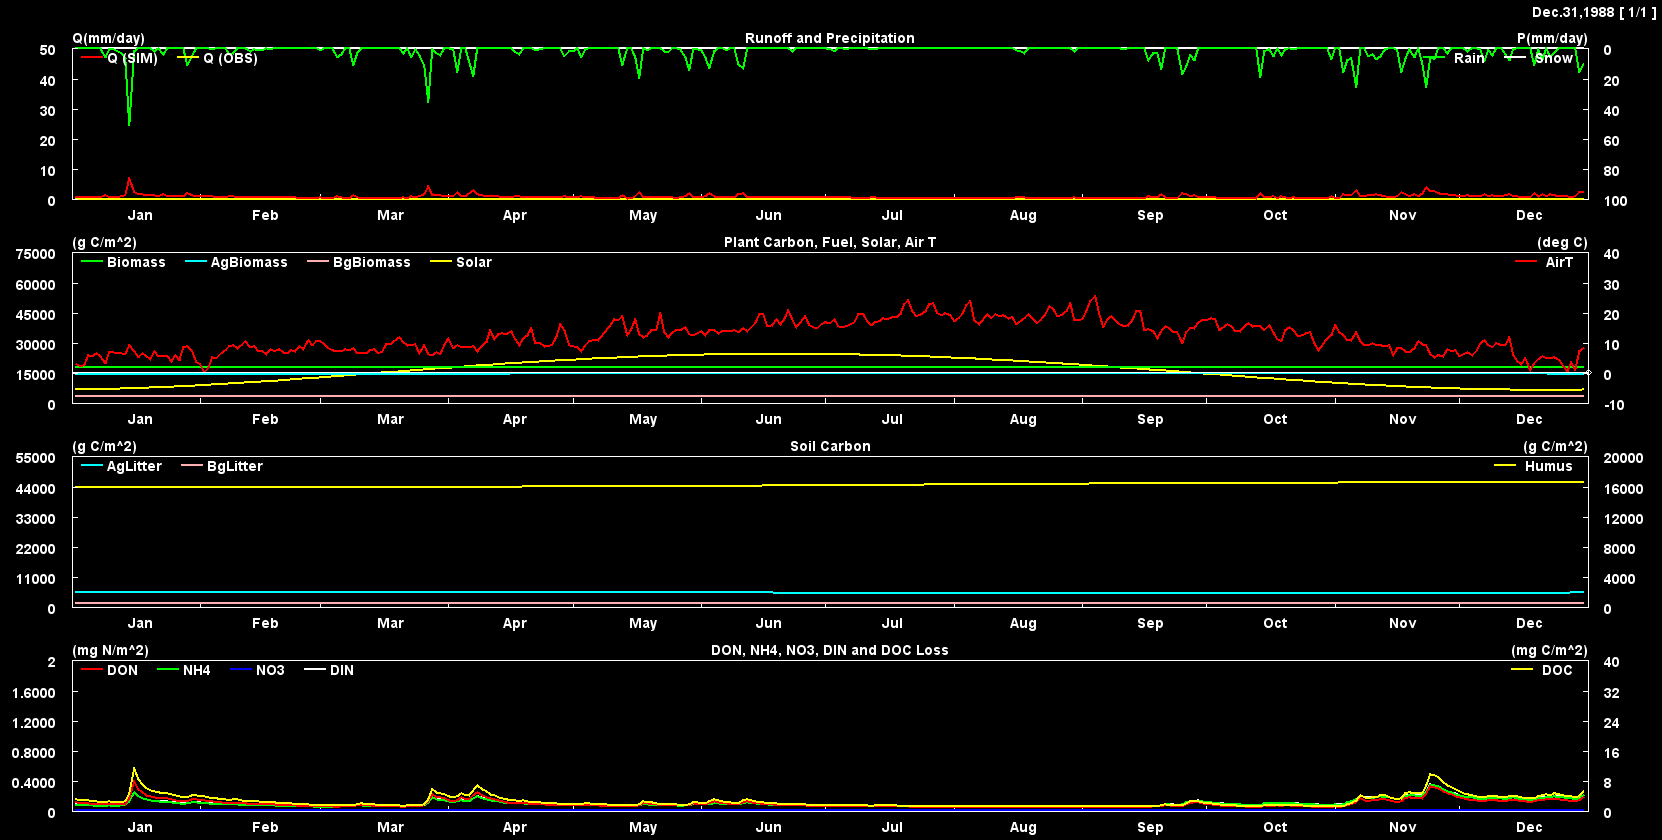 Dec.31,1988 [ 1/1 ]
Q(mm/day) Runoff and Precipitation P(mm/day)
Q (SIM) Q (OBS) Rain Snow
50 0
40 20
30 40
20 60
10 80
0 100
Jan Feb Mar Apr May Jun Jul Aug Sep Oct Nov Dec
(g C/m^2) Plant Carbon, Fuel, Solar, Air T (deg C)
Biomass AgBiomass BgBiomass Solar AirT
75000 40
60000 30
45000 20
30000 10
15000 0
0 -10
Jan Feb Mar Apr May Jun Jul Aug Sep Oct Nov Dec
(g C/m^2) Soil Carbon (g C/m^2)
AgLitter BgLitter Humus
55000 20000
44000 16000
33000 12000
22000 8000
11000 4000
0 0
Jan Feb Mar Apr May Jun Jul Aug Sep Oct Nov Dec
(mg N/m^2) DON, NH4, NO3, DIN and DOC Loss (mg C/m^2)
DON NH4 NO3 DIN DOC
2 40
1.6000 32
1.2000 24
0.8000 16
0.4000 8
0 0
Jan Feb Mar Apr May Jun Jul Aug Sep Oct Nov Dec